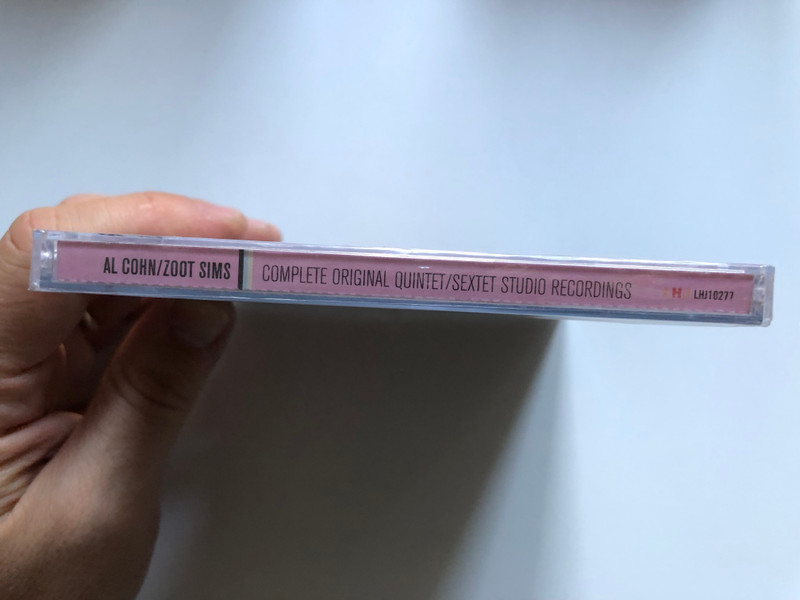 AL COHN/ZOOT SIMS COMPLETE ORIGINAL QUINTET/SEXTET STUDIO RECORDINGS H LHJ10277